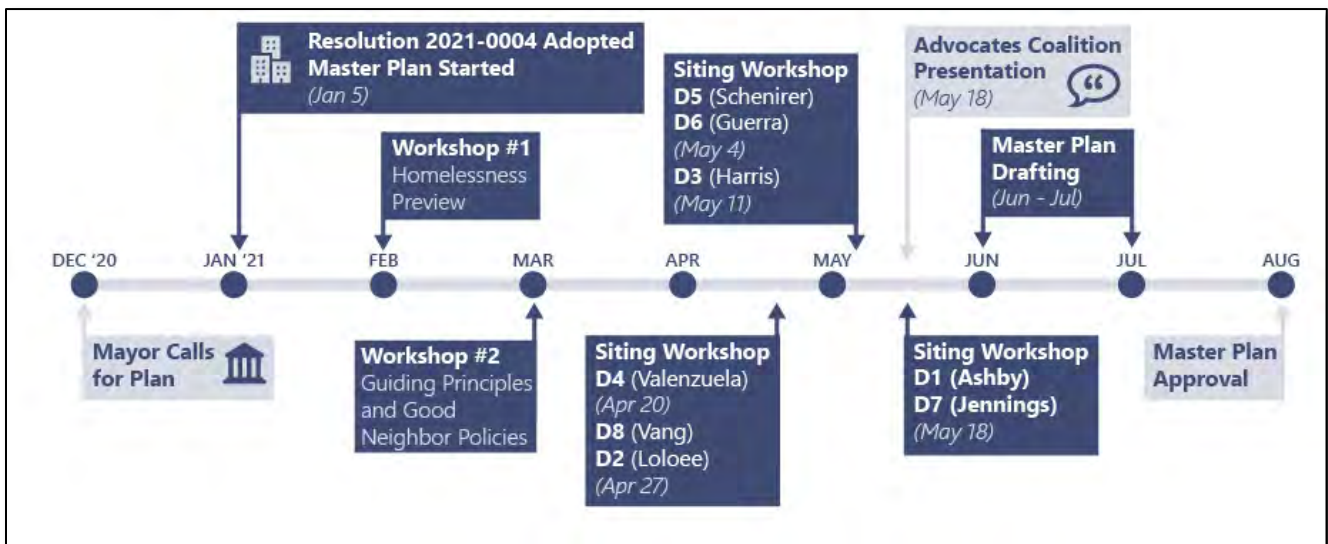 Resolution 2021-0004 Adopted
Master Plan Started
(Jan 5)
Workshop #1
Homelessness
Preview
Siting Workshop
D5 (Schenirer)
D6 (Guerra)
(May 4)
D3 (Harris)
(May 11)
Advocates Coalition
Presentation
(May 18)
Master Plan
Drafting
(Jun - Jul)
DEC '20
JAN '21
FEB
MAR
APR
MAY
JUN
JUL
AUG
Mayor Calls
for Plan
Workshop #2
Guiding Principles
and Good
Neighbor Policies
Siting Workshop
D4 (Valenzuela)
(Apr 20)
D8 (Vang)
D2 (Loloee)
(Apr 27)
Siting Workshop
D1 (Ashby)
D7 (Jennings)
(May 18)
Master Plan
Approval